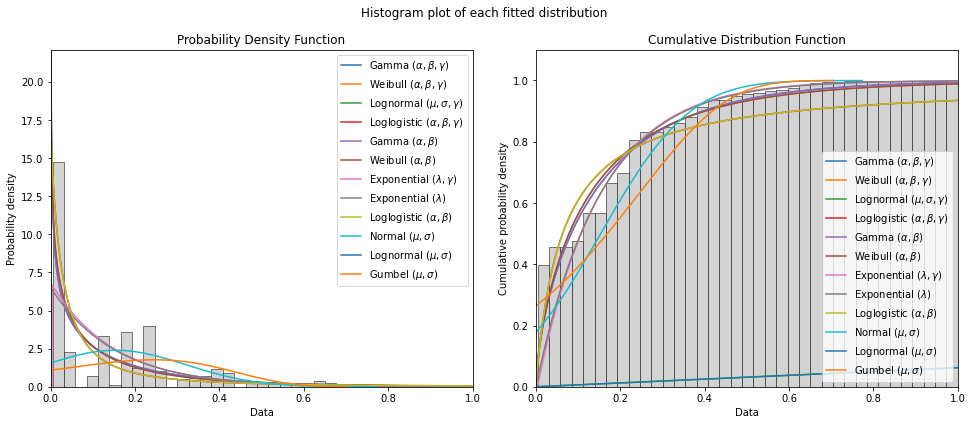 Histogram plot of each fitted distribution
Probability Density Function
Probability density
20.0
17.5
15.0
12.5
10.0
7.5
5.0
2.5
0.0
0.0 0.2 0.4 0.6 0.8 1.0
Data
Gamma (α, β, γ)
Weibull (α, β, γ)
Lognormal (μ, σ, γ)
Loglogistic (α, β, γ)
Gamma (α, β)
Weibull (α, β)
Exponential (λ, γ)
Exponential (λ)
Loglogistic (α, β)
Normal (μ, σ)
Lognormal (μ, σ)
Gumbel (μ, σ)
Cumulative Distribution Function
Cumulative probability density
1.0
0.8
0.6
0.4
0.2
0.0
0.0 0.2 0.4 0.6 0.8 1.0
Data
Gamma (α, β, γ)
Weibull (α, β, γ)
Lognormal (μ, σ, γ)
Loglogistic (α, β, γ)
Gamma (α, β)
Weibull (α, β)
Exponential (λ, γ)
Exponential (λ)
Loglogistic (α, β)
Normal (μ, σ)
Lognormal (μ, σ)
Gumbel (μ, σ)